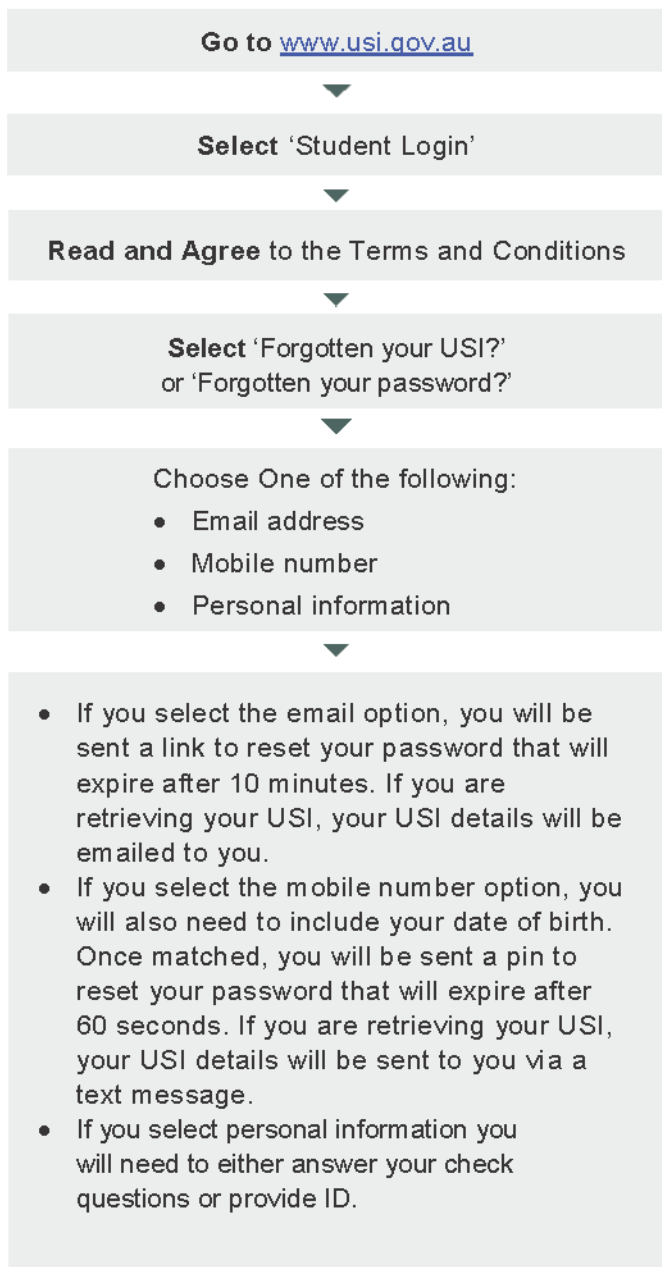 Go to www.usi.gov.au
Select ‘Student Login’
Read and Agree to the Terms and Conditions
Select ‘Forgotten your USI?’
or ‘Forgotten your password?’
Choose One of the following:
• Email address
• Mobile number
• Personal information
• If you select the email option, you will be
sent a link to reset your password that will
expire after 10 minutes. If you are
retrieving your USI, your USI details will be
emailed to you.
• If you select the mobile number option, you
will also need to include your date of birth.
Once matched, you will be sent a pin to
reset your password that will expire after
60 seconds. If you are retrieving your USI,
your USI details will be sent to you via a
text message.
• If you select personal information you
will need to either answer your check
questions or provide ID.